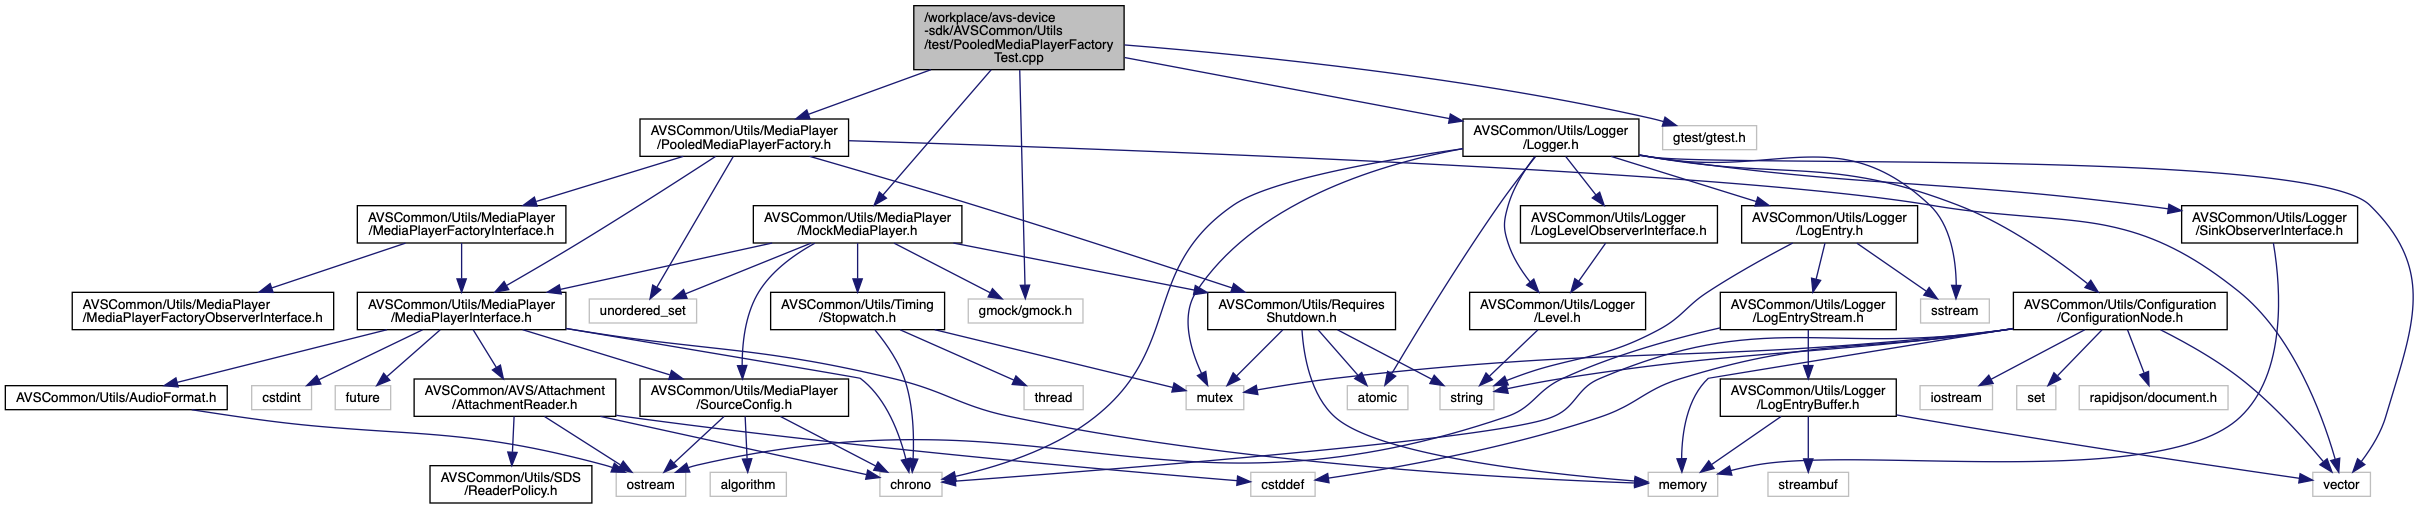 /workplace/avs-device
-sdk/AVSCommon/Utils
/test/PooledMediaPlayerFactory
Test.cpp
AVSCommon/Utils/MediaPlayer
/PooledMediaPlayerFactory.h
AVSCommon/Utils/Logger
/Logger.h
gtest/gtest.h
AVSCommon/Utils/MediaPlayer
/MediaPlayerFactoryInterface.h
AVSCommon/Utils/MediaPlayer
/MockMediaPlayer.h
AVSCommon/Utils/Logger
/LogLevelObserverInterface.h
AVSCommon/Utils/Logger
/LogEntry.h
AVSCommon/Utils/Logger
/SinkObserverInterface.h
AVSCommon/Utils/MediaPlayer
/MediaPlayerFactoryObserverInterface.h
AVSCommon/Utils/MediaPlayer
/MediaPlayerInterface.h
unordered_set
AVSCommon/Utils/Timing
/Stopwatch.h
gmock/gmock.h
AVSCommon/Utils/Requires
Shutdown.h
AVSCommon/Utils/Logger
/Level.h
AVSCommon/Utils/Logger
/LogEntryStream.h
sstream
AVSCommon/Utils/Configuration
/ConfigurationNode.h
AVSCommon/Utils/AudioFormat.h
cstdint
future
AVSCommon/AVS/Attachment
/AttachmentReader.h
AVSCommon/Utils/MediaPlayer
/SourceConfig.h
thread
mutex
atomic
string
AVSCommon/Utils/Logger
/LogEntryBuffer.h
iostream
set
rapidjson/document.h
AVSCommon/Utils/SDS
/ReaderPolicy.h
ostream
algorithm
chrono
cstddef
memory
streambuf
vector